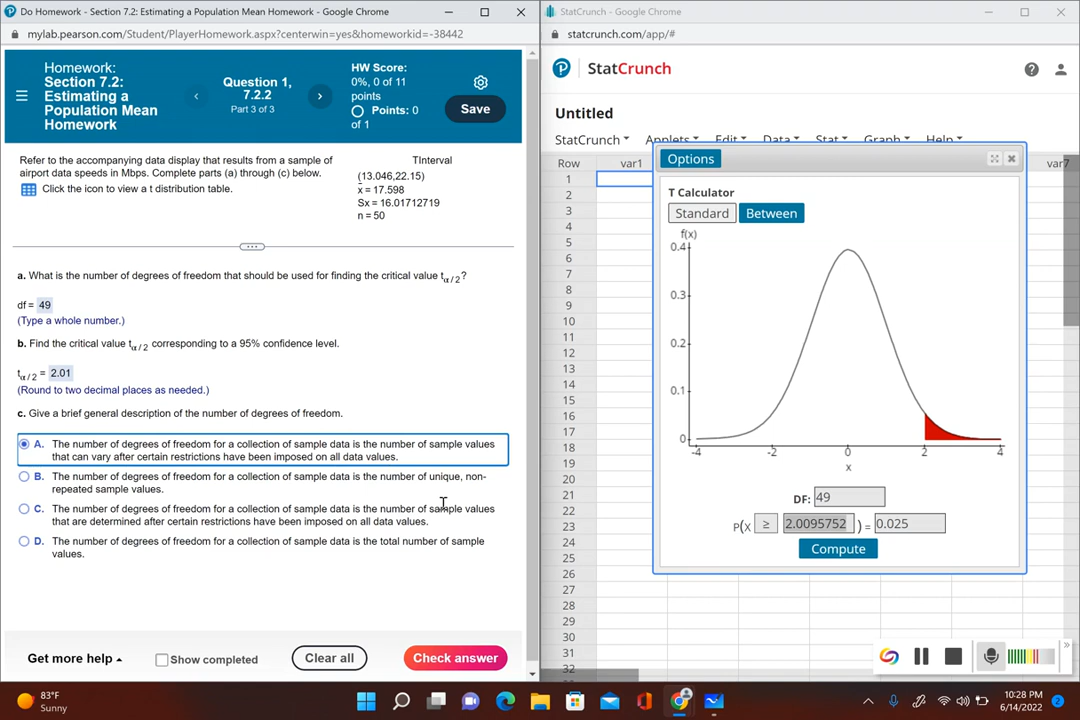 Do Homework - Section 7.2: Estimating a Population Mean Homework - Google Chrome
mylab.pearson.com/Student/PlayerHomework.aspx?centerwin=yes&homeworkid=-38442
Homework:
Section 7.2:
Estimating a
Population Mean
Homework
Question 1,
7.2.2
Part 3 of 3
HW Score:
0%, 0 of 11
points
Points: 0
of 1
Save
Refer to the accompanying data display that results from a sample of
airport data speeds in Mbps. Complete parts (a) through (c) below.
Click the icon to view a t distribution table.
TInterval
(13.046,22.15)
x̄ = 17.598
Sx = 16.01712719
n = 50
a. What is the number of degrees of freedom that should be used for finding the critical value tα/2?
df = 49
(Type a whole number.)
b. Find the critical value tα/2 corresponding to a 95% confidence level.
tα/2 = 2.01
(Round to two decimal places as needed.)
c. Give a brief general description of the number of degrees of freedom.
A. The number of degrees of freedom for a collection of sample data is the number of sample values
that can vary after certain restrictions have been imposed on all data values.
B. The number of degrees of freedom for a collection of sample data is the number of unique, non-
repeated sample values.
C. The number of degrees of freedom for a collection of sample data is the number of sample values
that are determined after certain restrictions have been imposed on all data values.
D. The number of degrees of freedom for a collection of sample data is the total number of sample
values.
Get more help
Show completed
Clear all
Check answer
StatCrunch - Google Chrome
statcrunch.com/app/#
StatCrunch
Untitled
StatCrunch Applets Edit Data Stat Graph Help
Row var1 var7
1
2
3
4
5
6
7
8
9
10
11
12
13
14
15
16
17
18
19
20
21
22
23
24
25
26
27
28
29
30
31
32
Options
T Calculator
Standard Between
f(x)
0.4
0.3
0.2
0.1
0
-4 -2 0 2 4
x
DF: 49
P(X ≥ 2.0095752 ) = 0.025
Compute
83°F
Sunny
10:28 PM
6/14/2022
2